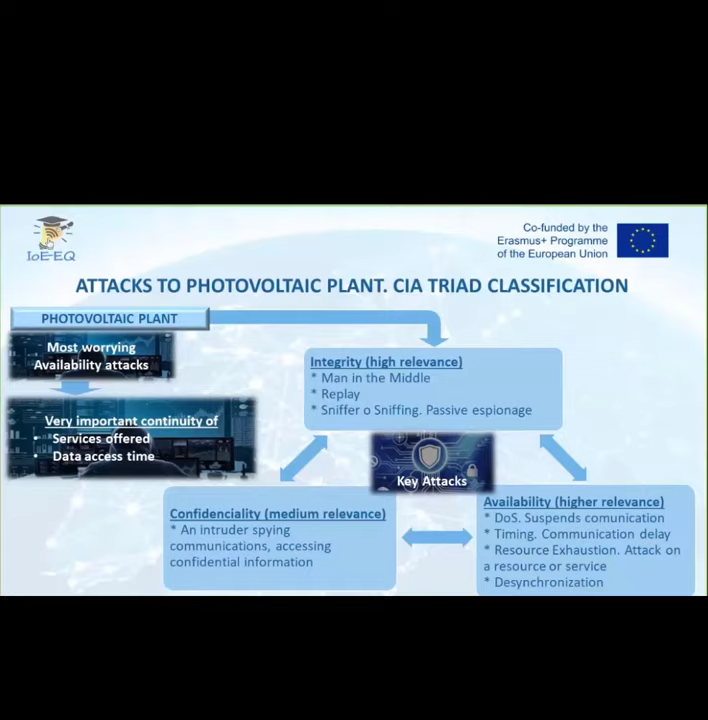 IoE-EQ
Co-funded by the
Erasmus+ Programme
of the European Union
ATTACKS TO PHOTOVOLTAIC PLANT. CIA TRIAD CLASSIFICATION
PHOTOVOLTAIC PLANT
Most worrying
Availability attacks
Very important continuity of
• Services offered
• Data access time
Integrity (high relevance)
* Man in the Middle
* Replay
* Sniffer o Sniffing. Passive espionage
Key Attacks
Confidenciality (medium relevance)
* An intruder spying
communications, accessing
confidential information
Availability (higher relevance)
* DoS. Suspends comunication
* Timing. Communication delay
* Resource Exhaustion. Attack on
a resource or service
* Desynchronization